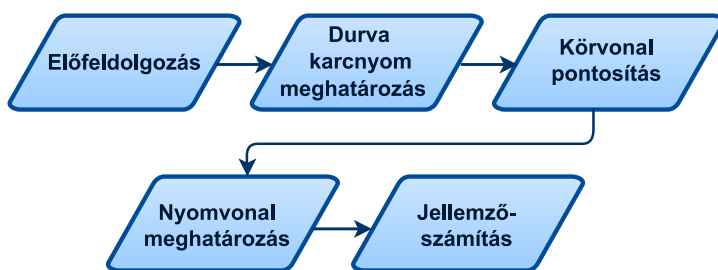 Előfeldolgozás
Durva
karcnyom
meghatározás
Körvonal
pontosítás
Nyomvonal
meghatározás
Jellemző-
számítás